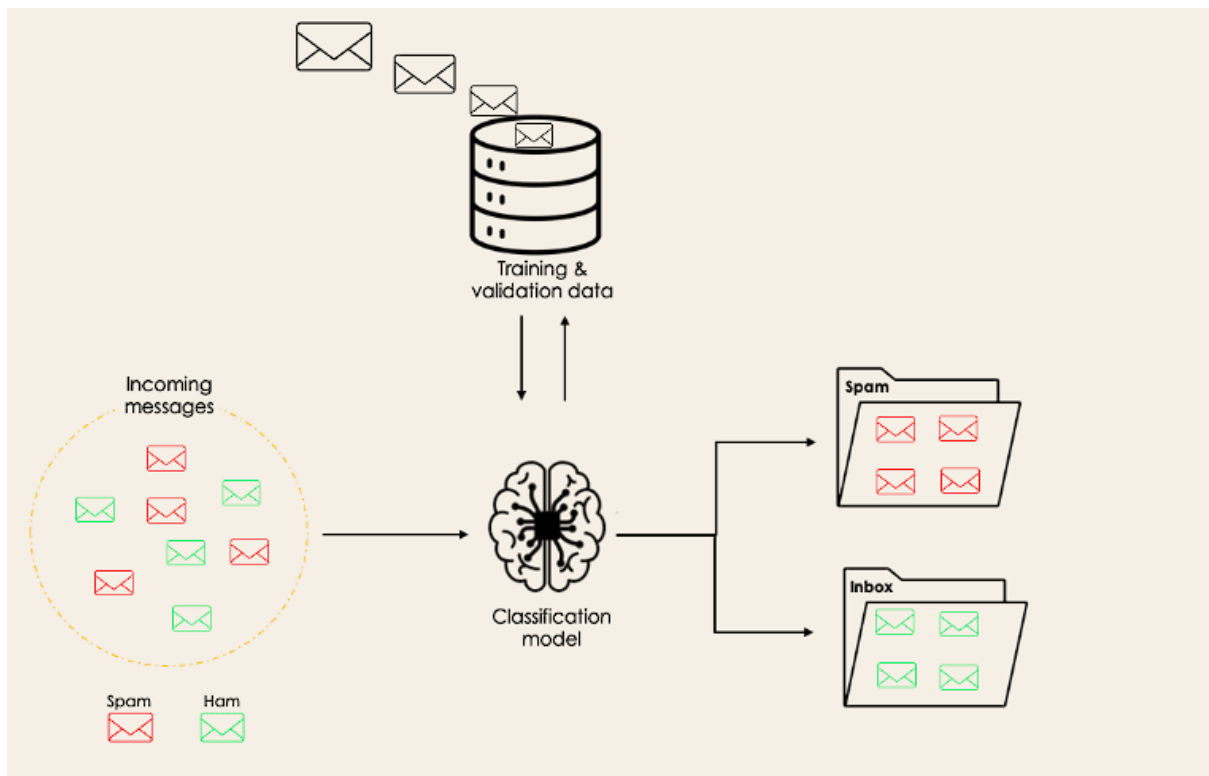 Training &
validation data
Incoming
messages
Spam
Classification
model
Inbox
Spam
Ham